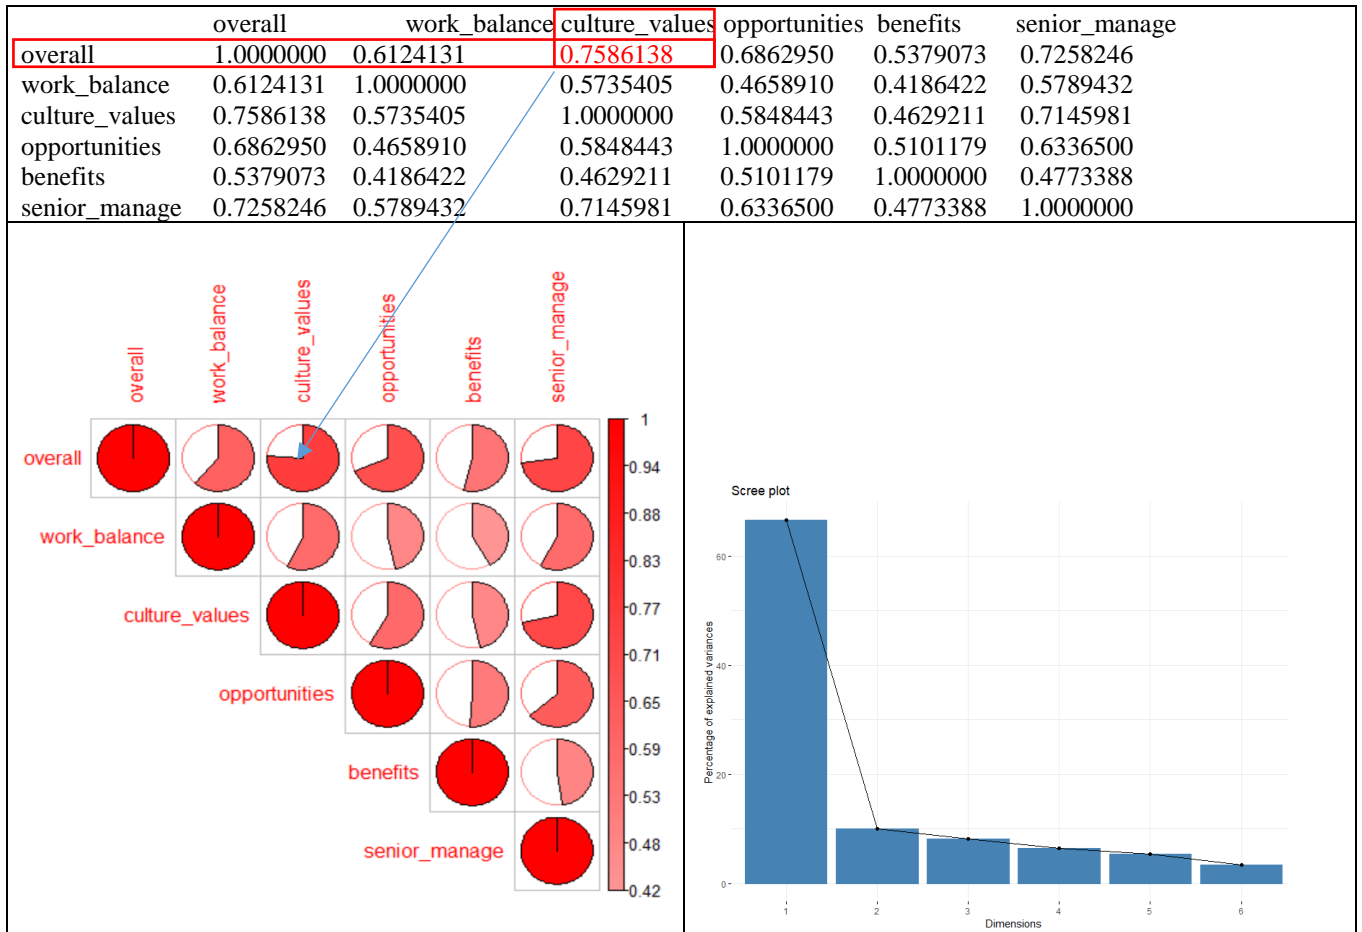 overall work_balance culture_values opportunities benefits senior_manage
overall 1.0000000 0.6124131 0.7586138 0.6862950 0.5379073 0.7258246
work_balance 0.6124131 1.0000000 0.5735405 0.4658910 0.4186422 0.5789432
culture_values 0.7586138 0.5735405 1.0000000 0.5848443 0.4629211 0.7145981
opportunities 0.6862950 0.4658910 0.5848443 1.0000000 0.5101179 0.6336500
benefits 0.5379073 0.4186422 0.4629211 0.5101179 1.0000000 0.4773388
senior_manage 0.7258246 0.5789432 0.7145981 0.6336500 0.4773388 1.0000000
overall
work_balance
culture_values
opportunities
benefits
senior_manage
overall
work_balance
culture_values
opportunities
benefits
senior_manage
1
0.94
0.88
0.83
0.77
0.71
0.65
0.59
0.53
0.48
0.42
Scree plot
Percentage of explained variances
60
40
20
0
1 2 3 4 5 6
Dimensions